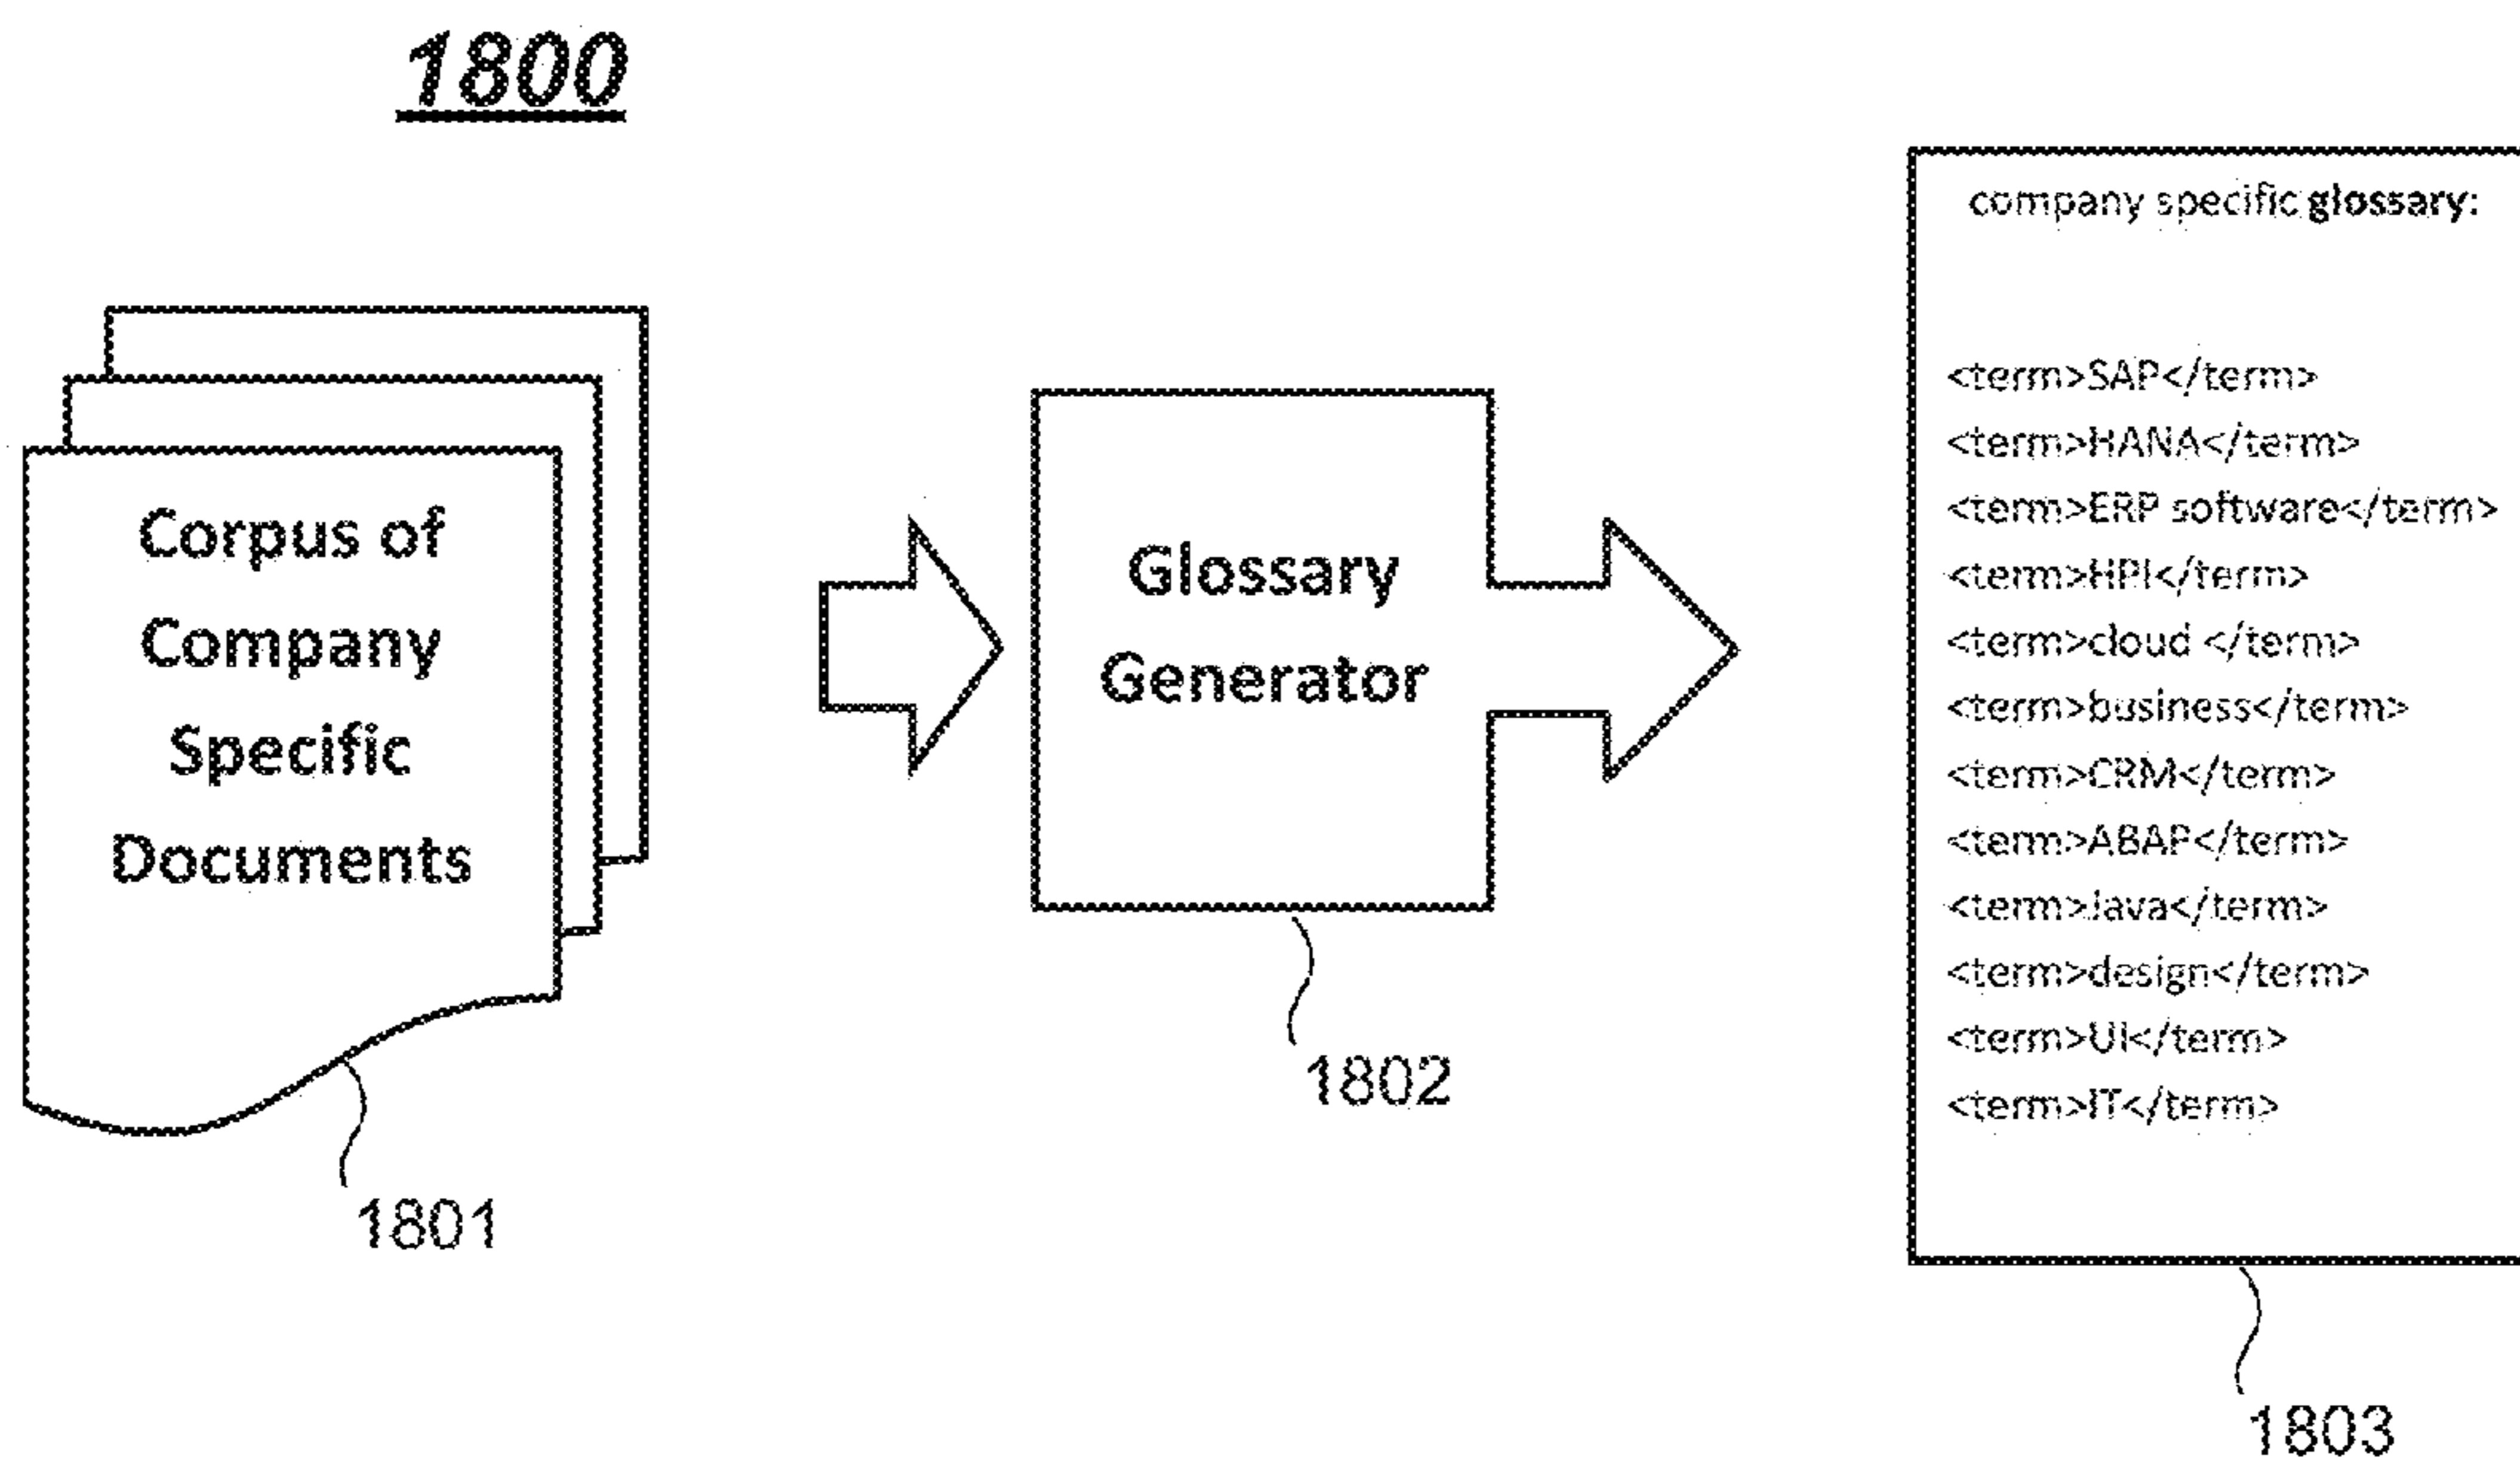 1800
Corpus of
Company
Specific
Documents
1801
Glossary
Generator
1802
company specific glossary:
<term>SAP</term>
<term>HANA</term>
<term>ERP software</term>
<term>HPI</term>
<term>cloud </term>
<term>business</term>
<term>CRM</term>
<term>ABAP</term>
<term>Java</term>
<term>design</term>
<term>UI</term>
<term>IT</term>
1803